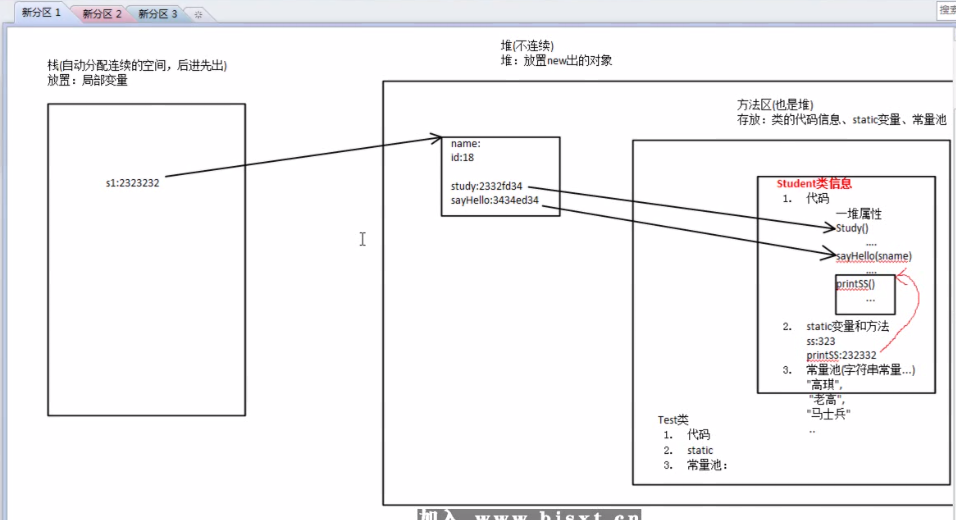 新分区 1 新分区 2 新分区 3
搜索
堆(不连续)
堆：放置new出的对象
栈(自动分配连续的空间，后进先出)
放置：局部变量
方法区(也是堆)
存放：类的代码信息、static变量、常量池
name:
id:18
s1:2323232
study:2332fd34
sayHello:3434ed34
Student类信息
1. 代码
一堆属性
Study()
....
sayHello(sname)
....
printSS()
...
2. static变量和方法
ss:323
printSS:232332
3. 常量池(字符串常量...)
"高琪",
"老高",
"马士兵"
..
Test类
1. 代码
2. static
3. 常量池：
加入 www.bjsxt.cn